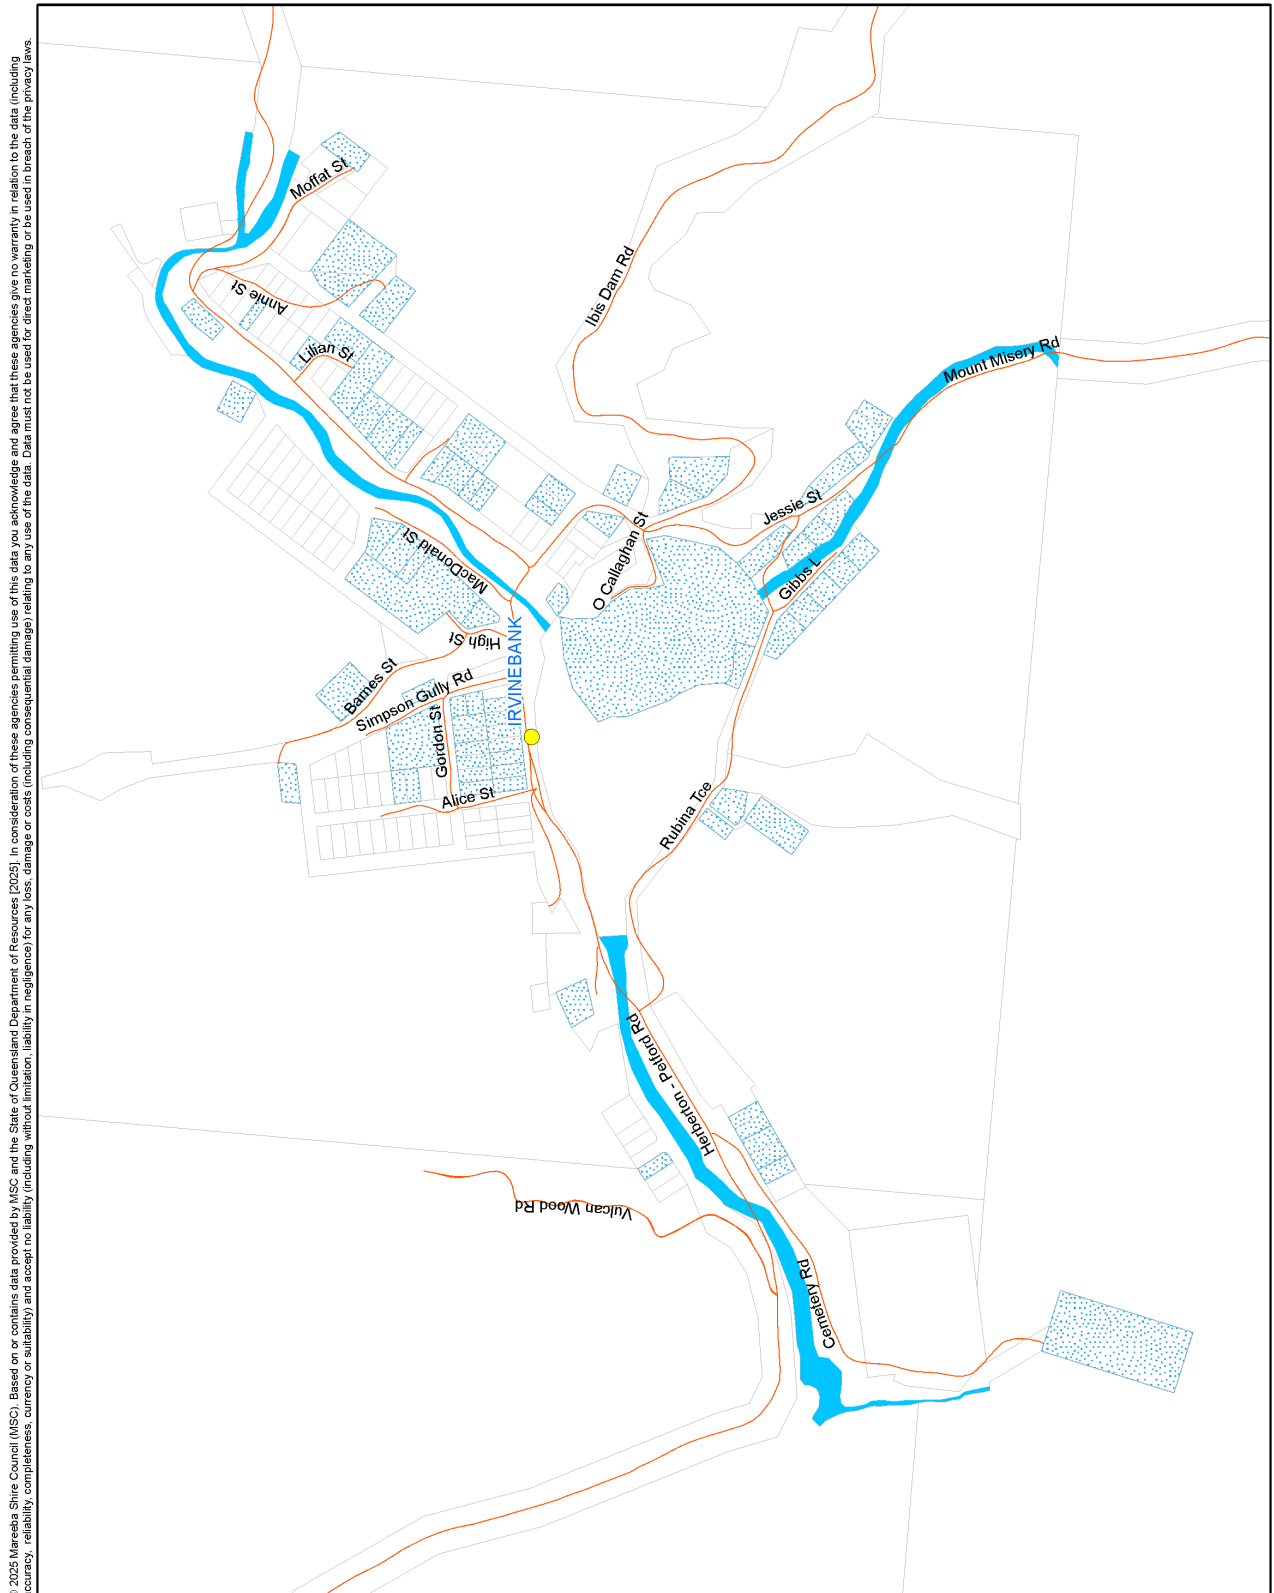 © 2025 Mareeba Shire Council (MSC). Based on or contains data provided by MSC and the State of Queensland Department of Resources [2025]. In consideration of these agencies permitting use of this data you acknowledge and agree that these agencies give no warranty in relation to the data (including
accuracy, reliability, completeness, currency or suitability) and accept no liability (including without limitation, liability in negligence) for any loss, damage or costs (including consequential damage) relating to any use of the data. Data must not be used for direct marketing or be used in breach of the privacy laws.
Moffat St
Annie St
Ibis Dam Rd
Lilian St
Mount Misery Rd
Jessie St
MacDonald St
O Callaghan St
Gibbs L
High St
IRVINEBANK
Barnes St
Simpson Gully Rd
Gordon St
Alice St
Rubina Tce
Herberton - Petford Rd
Vulcan Wood Rd
Cemetery Rd